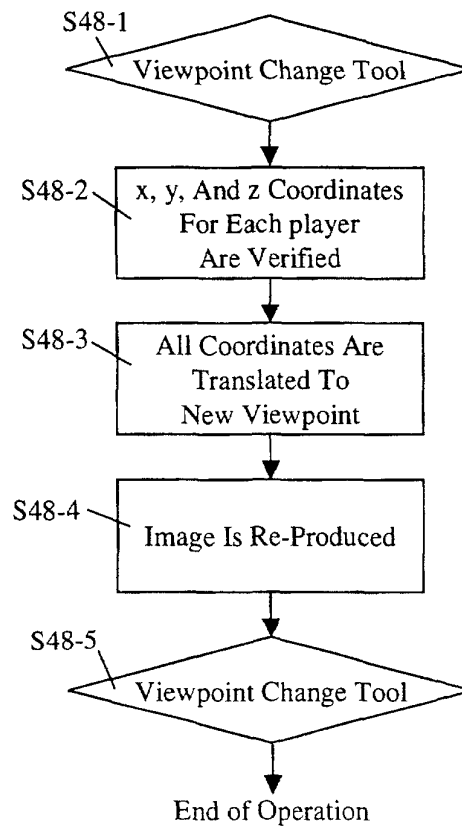 S48-1
Viewpoint Change Tool
S48-2
x, y, And z Coordinates
For Each player
Are Verified
S48-3
All Coordinates Are
Translated To
New Viewpoint
S48-4
Image Is Re-Produced
S48-5
Viewpoint Change Tool
End of Operation